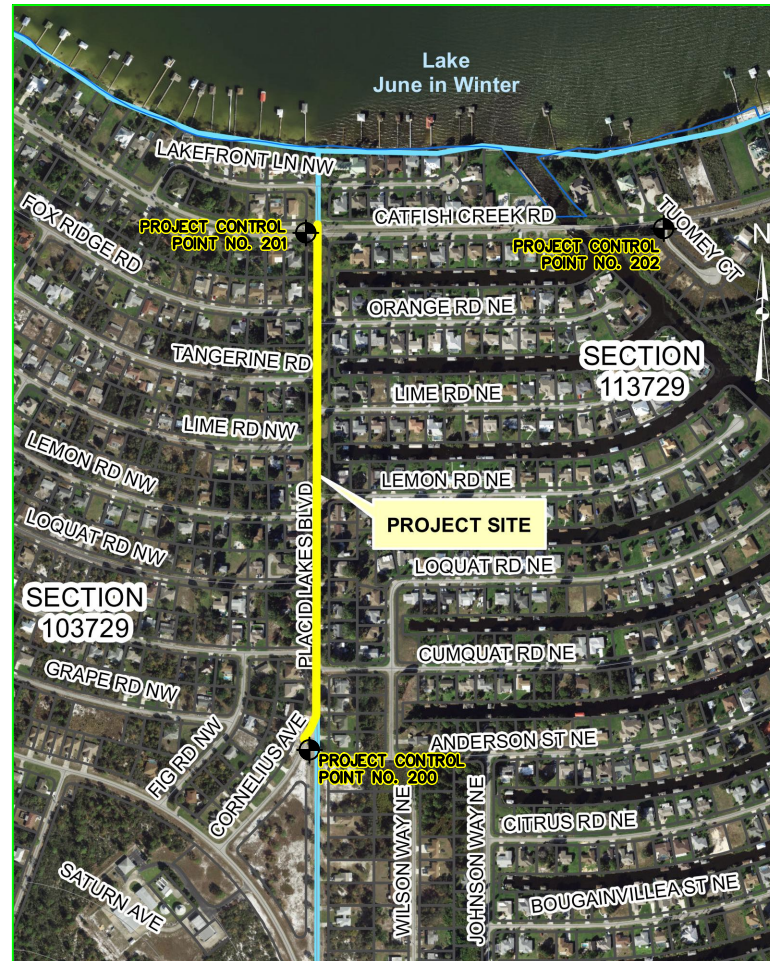 Lake
June in Winter
LAKEFRONT LN NW
FOX RIDGE RD
PROJECT CONTROL
POINT NO. 201
CATFISH CREEK RD
TUOMEY CT
PROJECT CONTROL
POINT NO. 202
N
ORANGE RD NE
TANGERINE RD
SECTION
113729
LIME RD NE
LIME RD NW
LEMON RD NW
LEMON RD NE
PLACID LAKES BLVD
PROJECT SITE
LOQUAT RD NW
LOQUAT RD NE
SECTION
103729
CUMQUAT RD NE
GRAPE RD NW
FIG RD NW
CORNELIUS AVE
ANDERSON ST NE
PROJECT CONTROL
POINT NO. 200
WILSON WAY NE
JOHNSON WAY NE
CITRUS RD NE
SATURN AVE
BOUGAINVILLEA ST NE